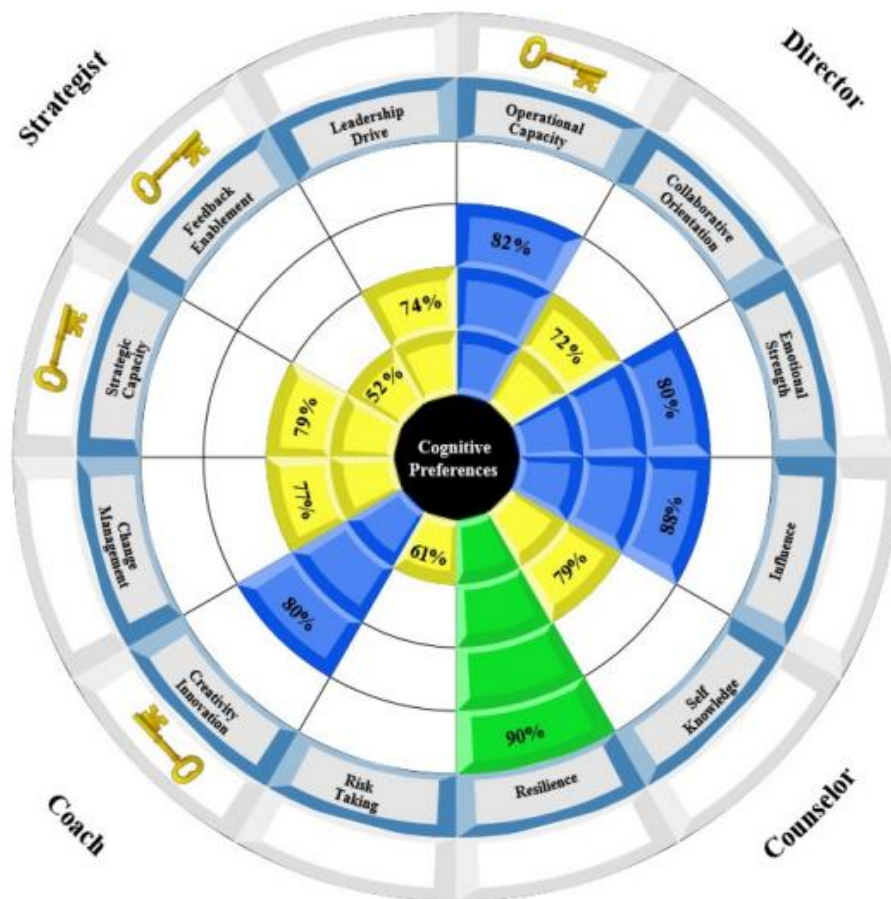 Strategist
Director
Operational
Capacity
Leadership
Drive
Feedback
Enablement
Collaborative
Orientation
Strategic
Capacity
Emotional
Strength
82%
74%
72%
52%
80%
79%
Cognitive
Preferences
77%
88%
61%
79%
80%
90%
Change
Management
Influence
Creativity
Innovation
Self
Knowledge
Risk
Taking
Resilience
Coach
Counselor